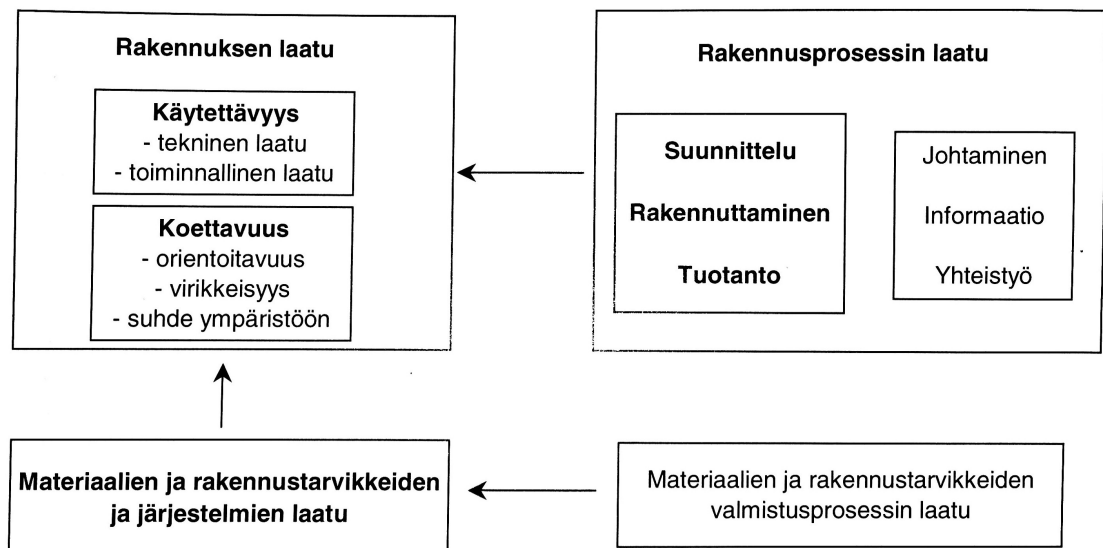 Rakennuksen laatu
Käytettävyys
- tekninen laatu
- toiminnallinen laatu
Koettavuus
- orientoitavuus
- virikkeisyys
- suhde ympäristöön
Rakennusprosessin laatu
Suunnittelu
Rakennuttaminen
Tuotanto
Johtaminen
Informaatio
Yhteistyö
Materiaalien ja rakennustarvikkeiden
ja järjestelmien laatu
Materiaalien ja rakennustarvikkeiden
valmistusprosessin laatu